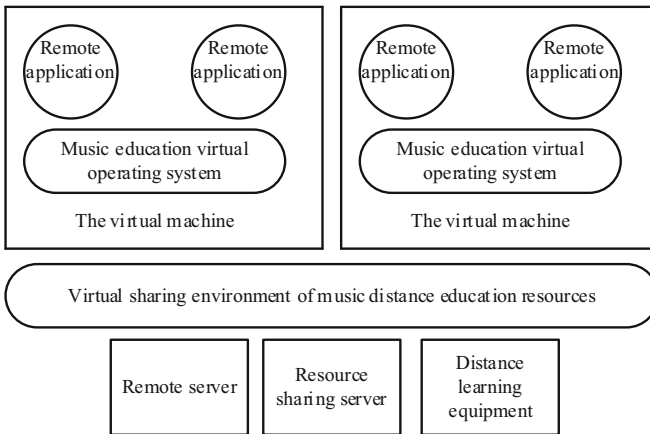 Remote
application
Remote
application
Music education virtual
operating system
The virtual machine
Remote
application
Remote
application
Music education virtual
operating system
The virtual machine
Virtual sharing environment of music distance education resources
Remote server
Resource
sharing server
Distance
learning
equipment